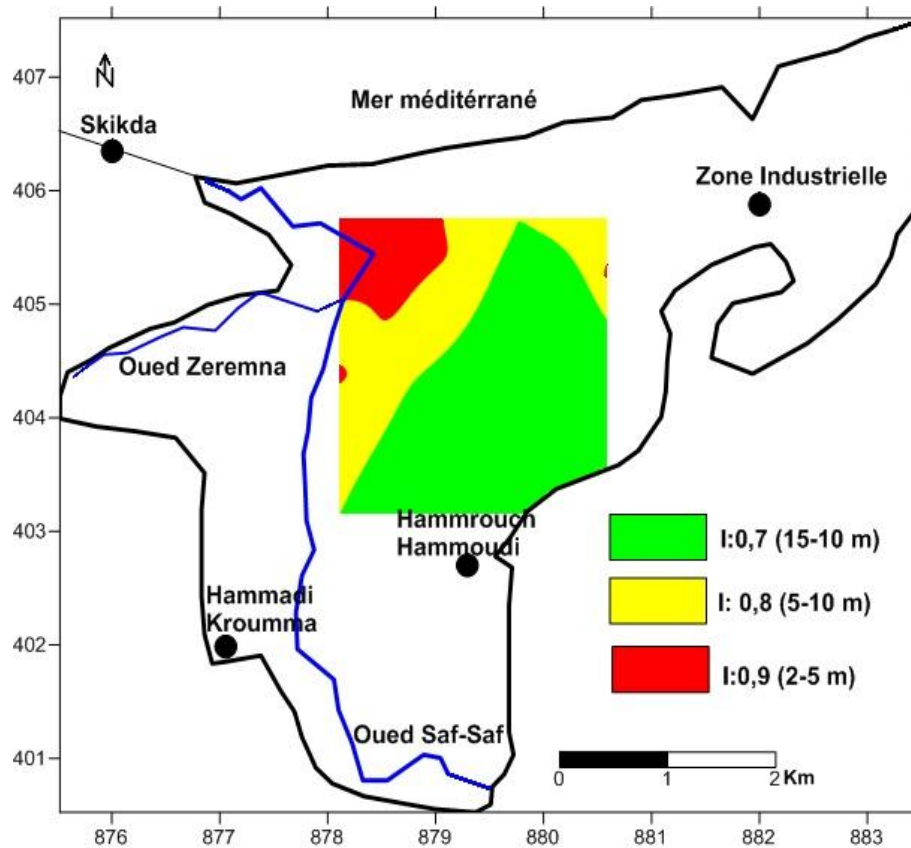 407
406
405
404
403
402
401
N
Mer méditérrané
Skikda
Zone Industrielle
Oued Zeremna
Hammrouch
Hammoudi
Hammadi
Kroumma
Oued Saf-Saf
I:0,7 (15-10 m)
I: 0,8 (5-10 m)
I:0,9 (2-5 m)
0 1 2 Km
876 877 878 879 880 881 882 883